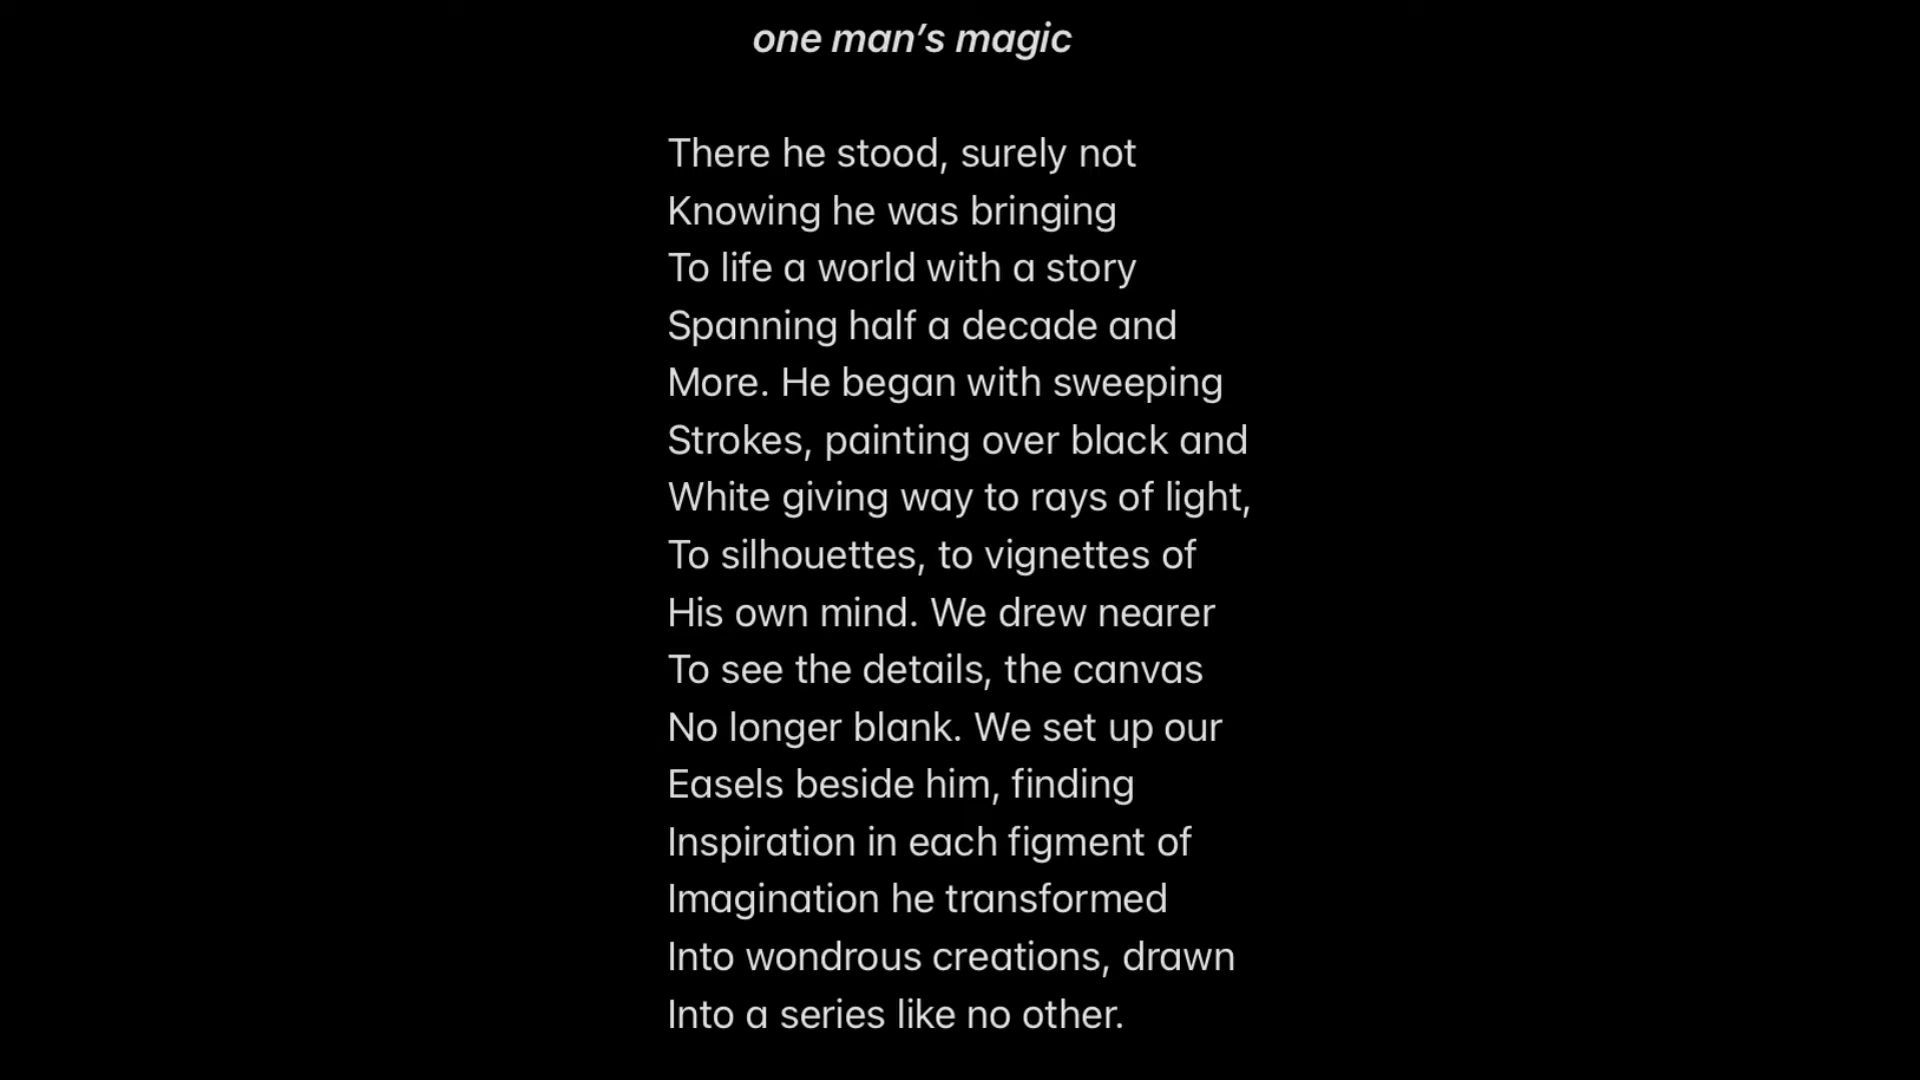 one man’s magic
There he stood, surely not
Knowing he was bringing
To life a world with a story
Spanning half a decade and
More. He began with sweeping
Strokes, painting over black and
White giving way to rays of light,
To silhouettes, to vignettes of
His own mind. We drew nearer
To see the details, the canvas
No longer blank. We set up our
Easels beside him, finding
Inspiration in each figment of
Imagination he transformed
Into wondrous creations, drawn
Into a series like no other.